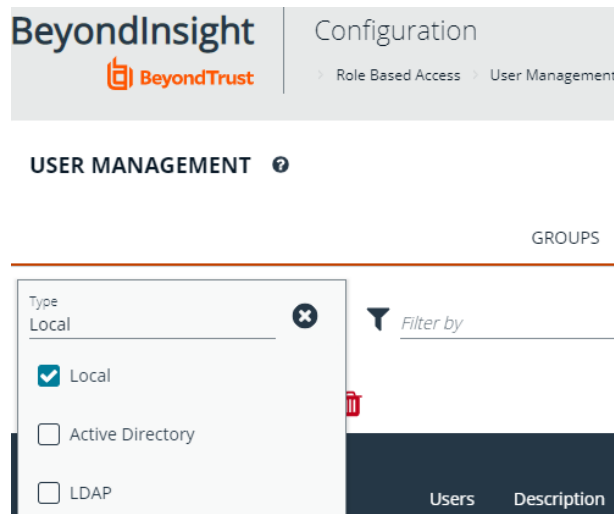 BeyondInsight
BeyondTrust
Configuration
> Role Based Access > User Management
USER MANAGEMENT ?
GROUPS
Type
Local
Filter by
Local
Active Directory
LDAP
Users Description